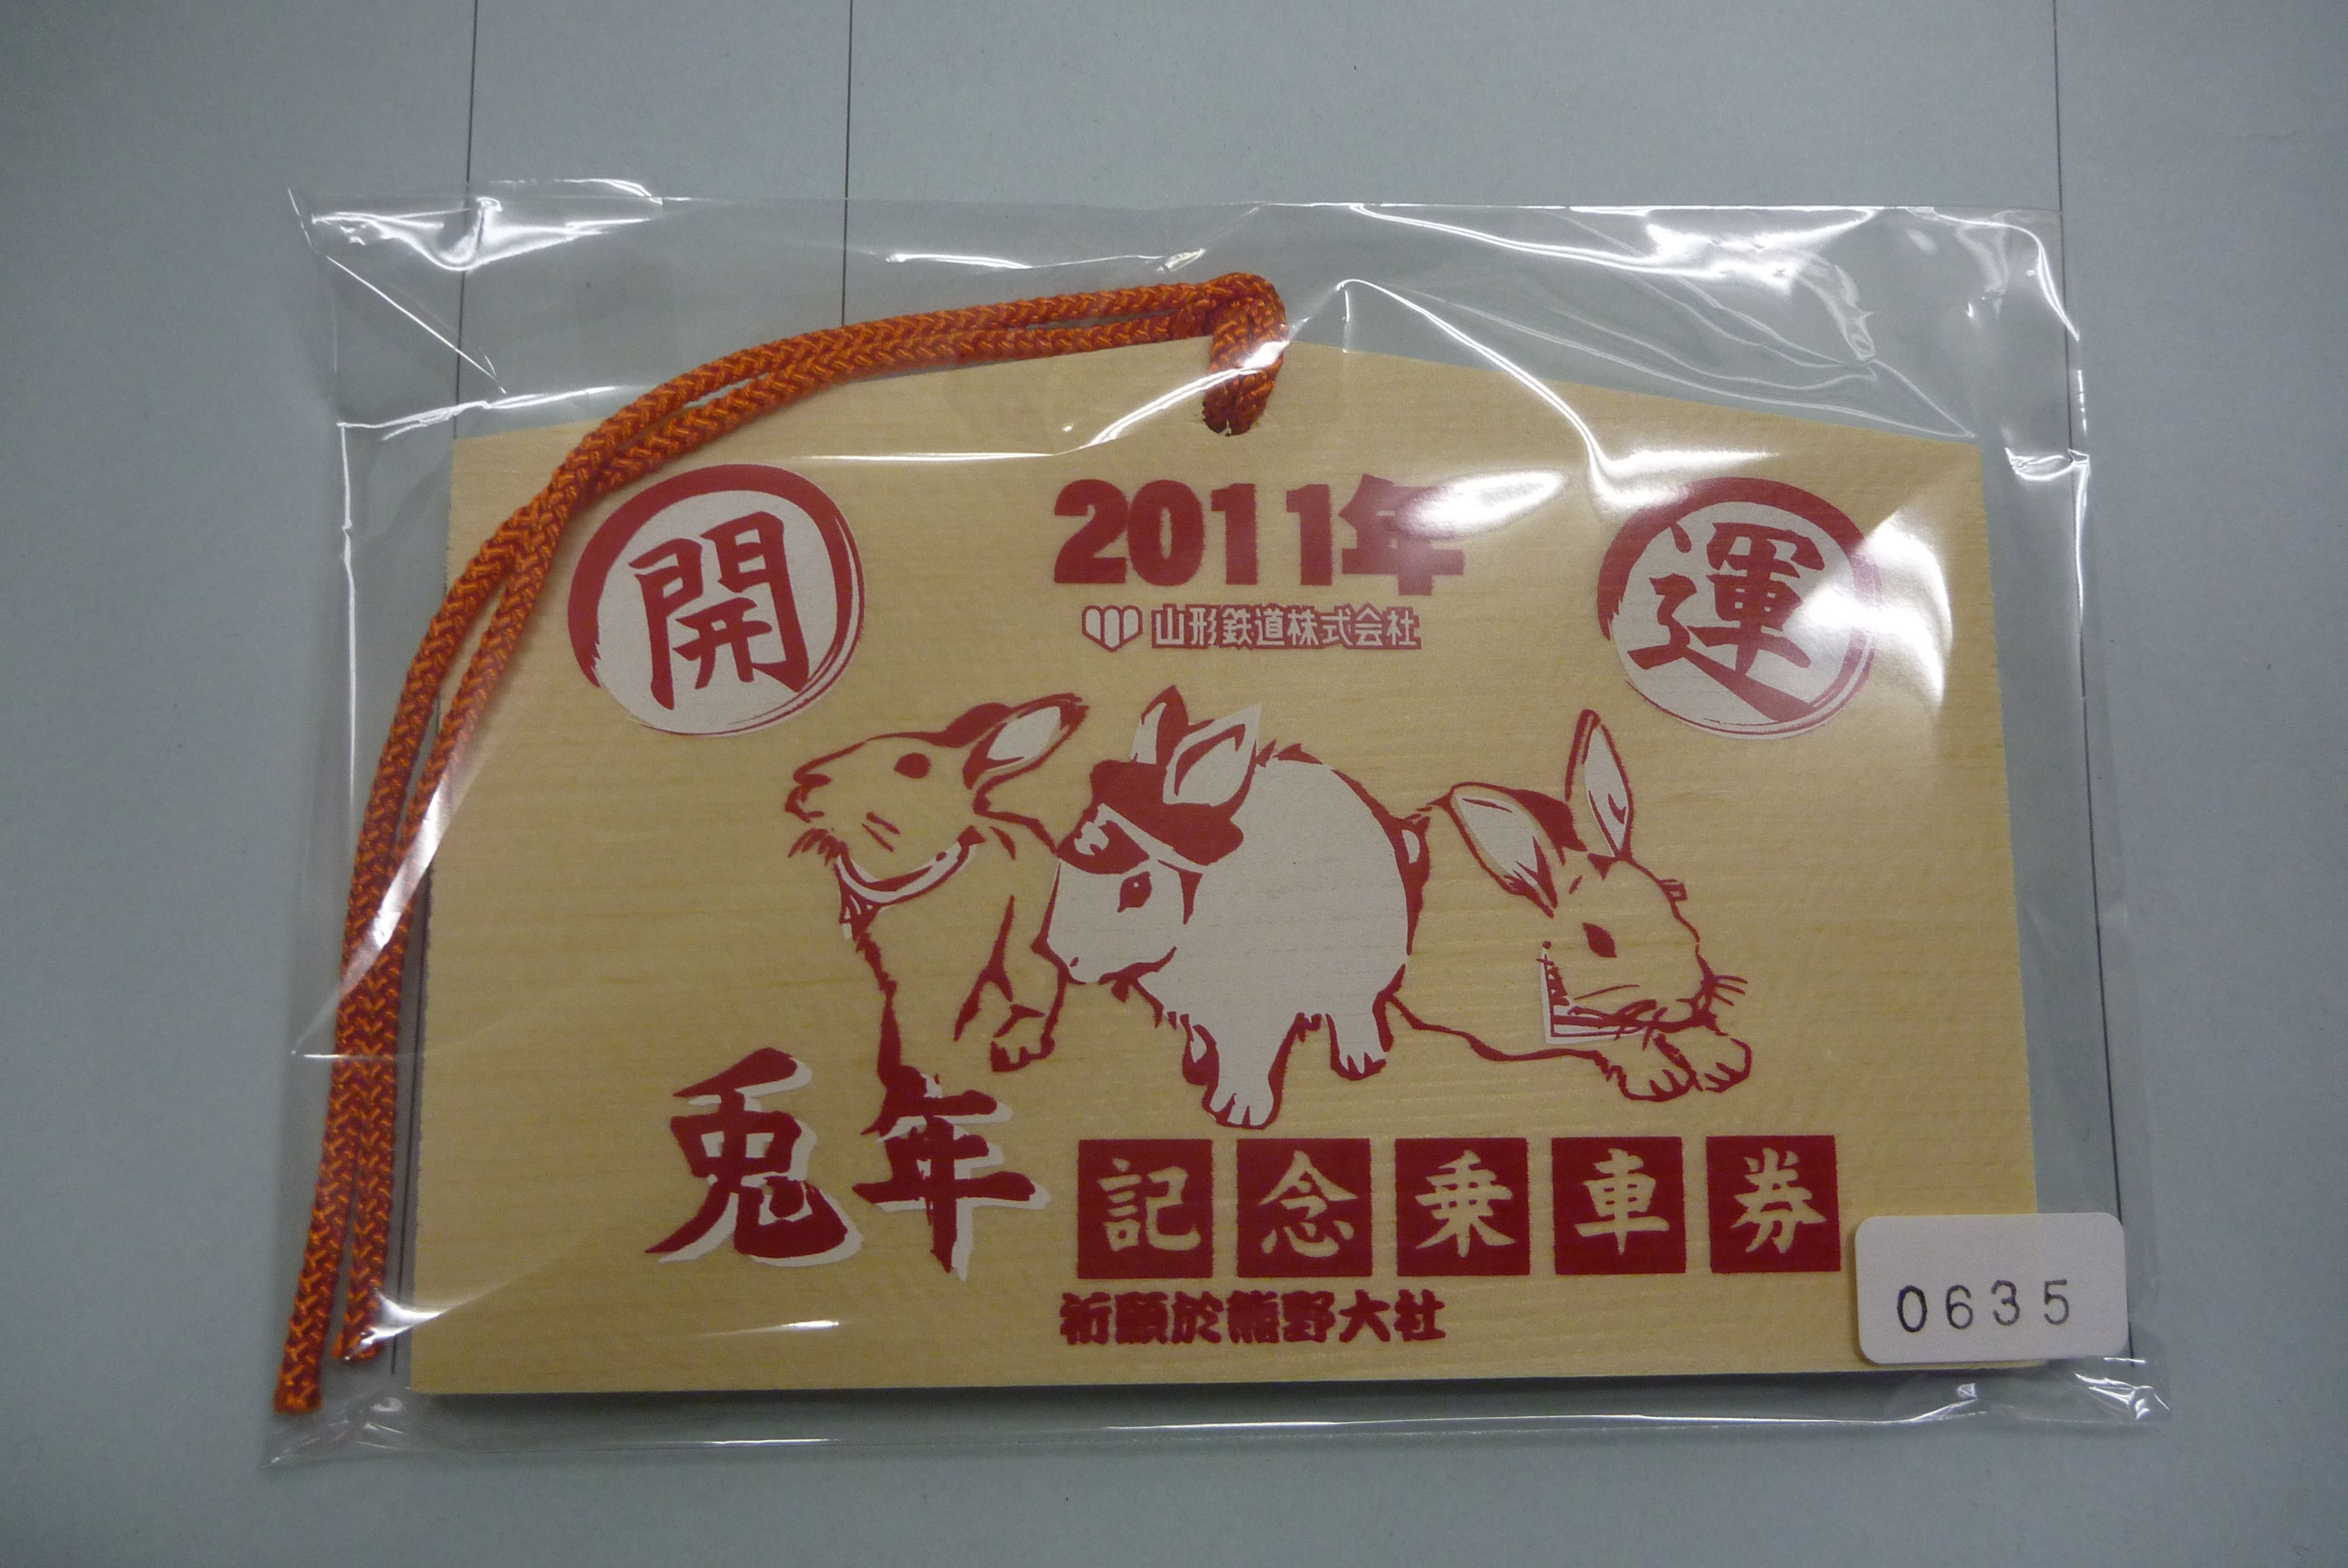 開
2011年
運
山形鉄道株式会社
兎年
記念乗車券
祈願於熊野大社
0635